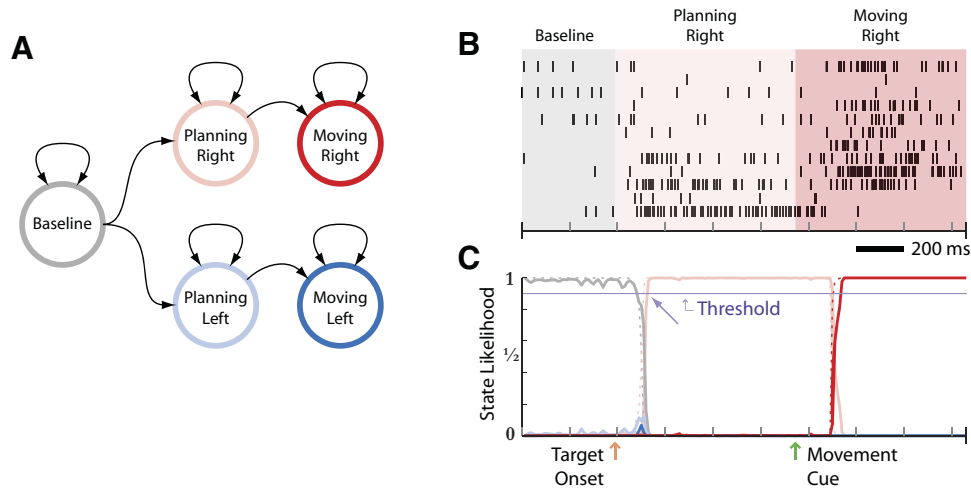 A
Baseline
Planning
Right
Moving
Right
Planning
Left
Moving
Left
B
Baseline
Planning
Right
Moving
Right
200 ms
C
State Likelihood
1
½
0
Threshold
Target
Onset
Movement
Cue